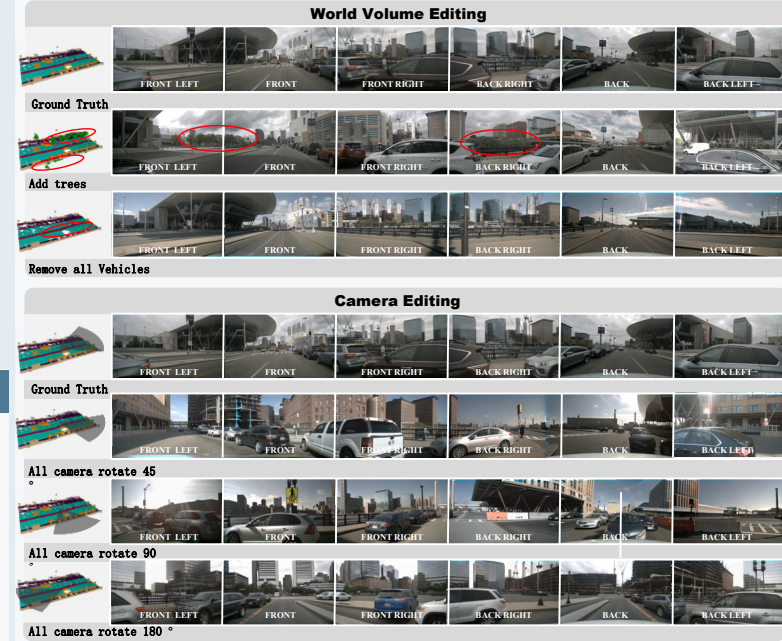 World Volume Editing
FRONT LEFT FRONT FRONT RIGHT BACK RIGHT BACK BACK LEFT
Ground Truth
FRONT LEFT FRONT FRONT RIGHT BACK RIGHT BACK BACK LEFT
Add trees
FRONT LEFT FRONT FRONT RIGHT BACK RIGHT BACK BACK LEFT
Remove all Vehicles
Camera Editing
FRONT LEFT FRONT FRONT RIGHT BACK RIGHT BACK BACK LEFT
Ground Truth
FRONT LEFT FRONT FRONT RIGHT BACK RIGHT BACK BACK LEFT
All camera rotate 45
°
FRONT LEFT FRONT FRONT RIGHT BACK RIGHT BACK BACK LEFT
All camera rotate 90
°
FRONT LEFT FRONT FRONT RIGHT BACK RIGHT BACK BACK LEFT
All camera rotate 180 °